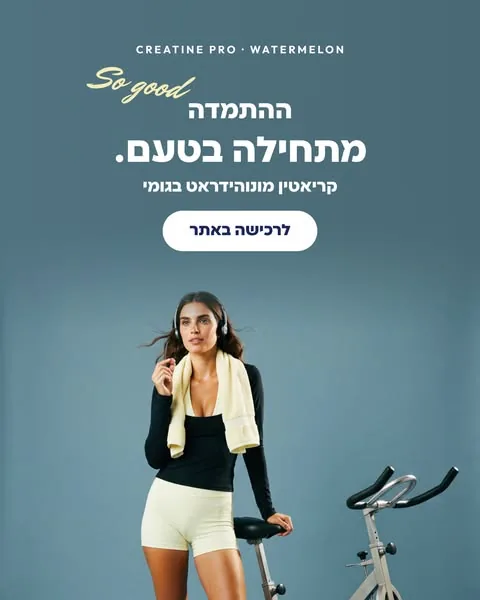 CREATINE PRO · WATERMELON
So good
ההתמדה
מתחילה בטעם.
קריאטין מונוהידראט בגומי
לרכישה באתר